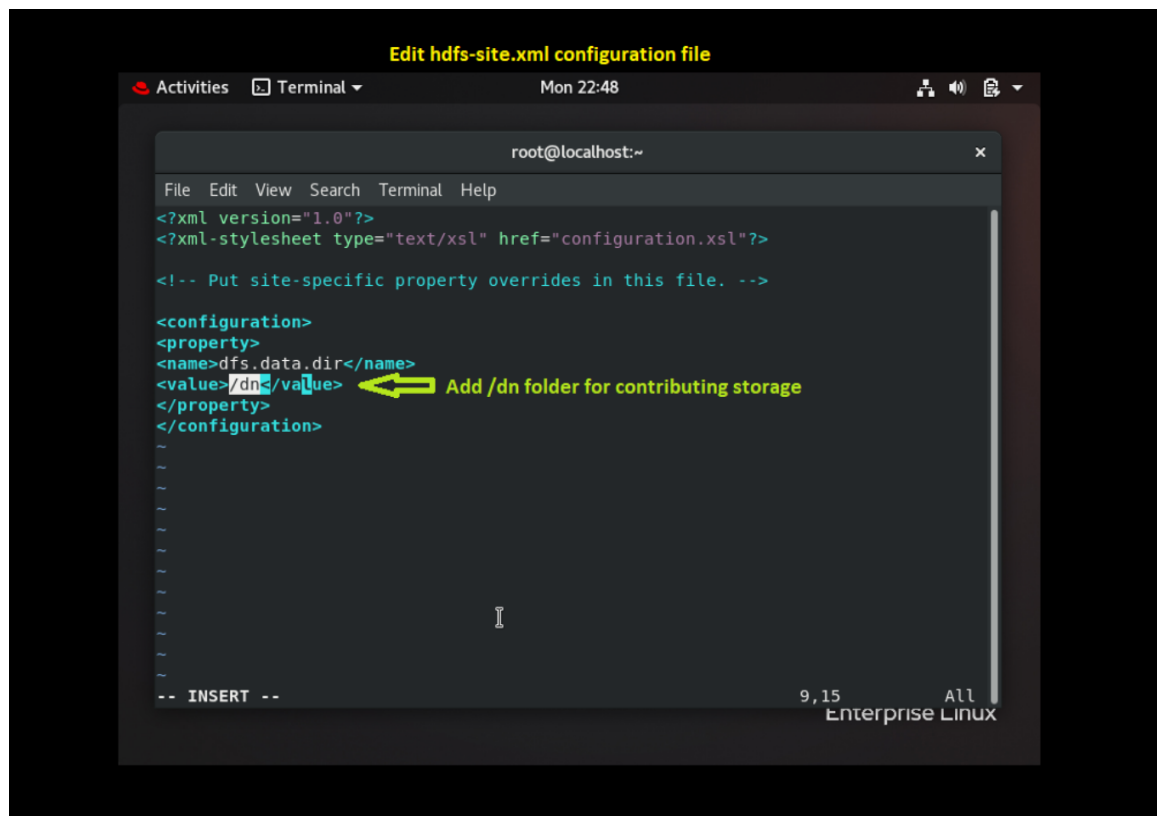 Edit hdfs-site.xml configuration file
Activities Terminal Mon 22:48
root@localhost:~ ×
File Edit View Search Terminal Help
<?xml version="1.0"?>
<?xml-stylesheet type="text/xsl" href="configuration.xsl"?>
<!-- Put site-specific property overrides in this file. -->
<configuration>
<property>
<name>dfs.data.dir</name>
<value>/dn</value> Add /dn folder for contributing storage
</property>
</configuration>
~
~
~
~
~
~
~
~
~
~
~
~
-- INSERT -- 9,15 All
Enterprise Linux